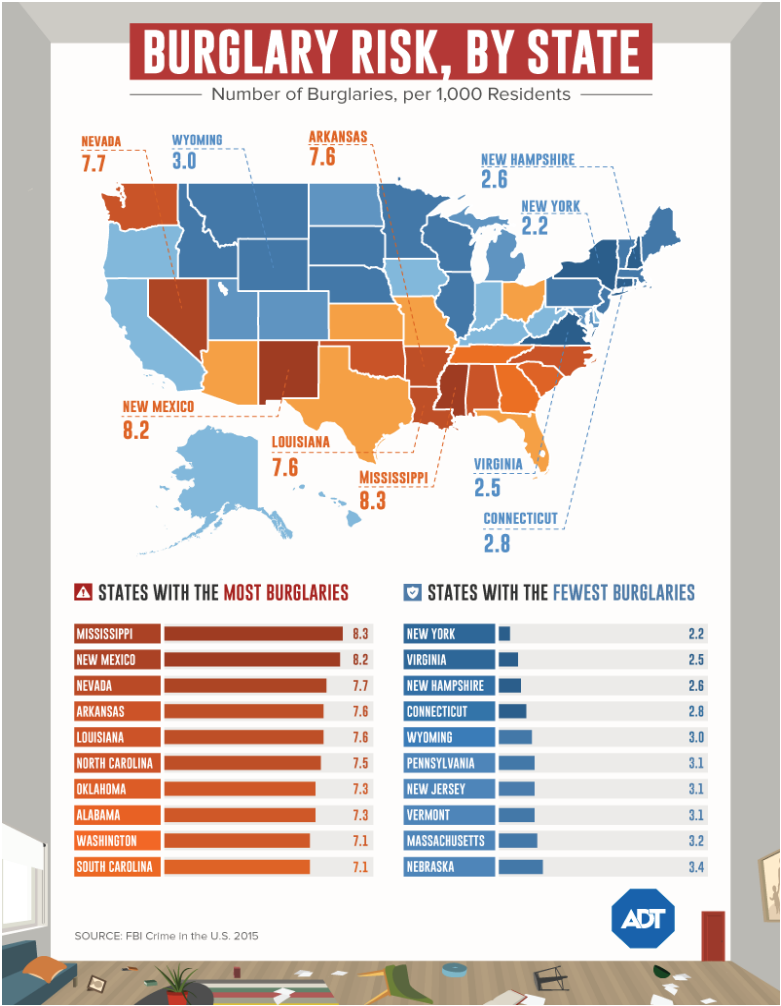 BURGLARY RISK, BY STATE
Number of Burglaries, per 1,000 Residents
NEVADA
7.7
WYOMING
3.0
ARKANSAS
7.6
NEW HAMPSHIRE
2.6
NEW YORK
2.2
NEW MEXICO
8.2
LOUISIANA
7.6
MISSISSIPPI
8.3
VIRGINIA
2.5
CONNECTICUT
2.8
STATES WITH THE MOST BURGLARIES
MISSISSIPPI 8.3
NEW MEXICO 8.2
NEVADA 7.7
ARKANSAS 7.6
LOUISIANA 7.6
NORTH CAROLINA 7.5
OKLAHOMA 7.3
ALABAMA 7.3
WASHINGTON 7.1
SOUTH CAROLINA 7.1
STATES WITH THE FEWEST BURGLARIES
NEW YORK 2.2
VIRGINIA 2.5
NEW HAMPSHIRE 2.6
CONNECTICUT 2.8
WYOMING 3.0
PENNSYLVANIA 3.1
NEW JERSEY 3.1
VERMONT 3.1
MASSACHUSETTS 3.2
NEBRASKA 3.4
SOURCE: FBI Crime in the U.S. 2015
ADT